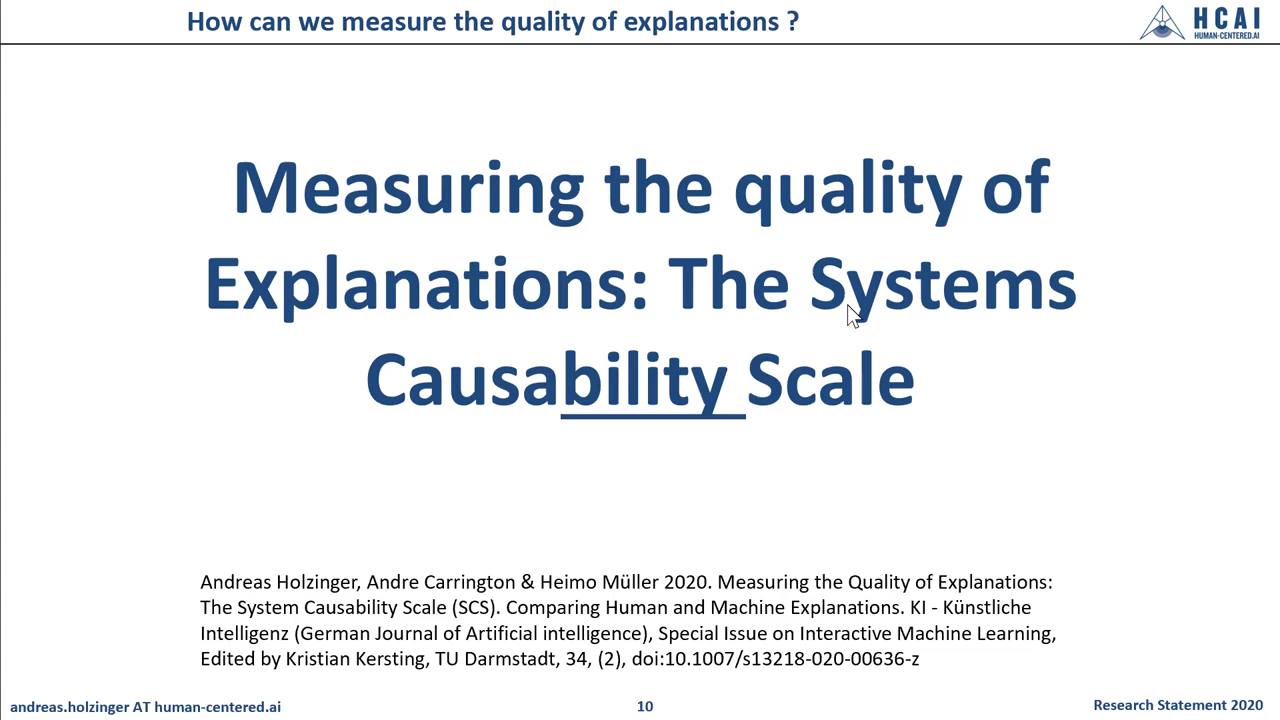 How can we measure the quality of explanations ?
HCAI
HUMAN-CENTERED.AI
Measuring the quality of
Explanations: The Systems
Causability Scale
Andreas Holzinger, Andre Carrington & Heimo Müller 2020. Measuring the Quality of Explanations:
The System Causability Scale (SCS). Comparing Human and Machine Explanations. KI - Künstliche
Intelligenz (German Journal of Artificial intelligence), Special Issue on Interactive Machine Learning,
Edited by Kristian Kersting, TU Darmstadt, 34, (2), doi:10.1007/s13218-020-00636-z
andreas.holzinger AT human-centered.ai
10
Research Statement 2020